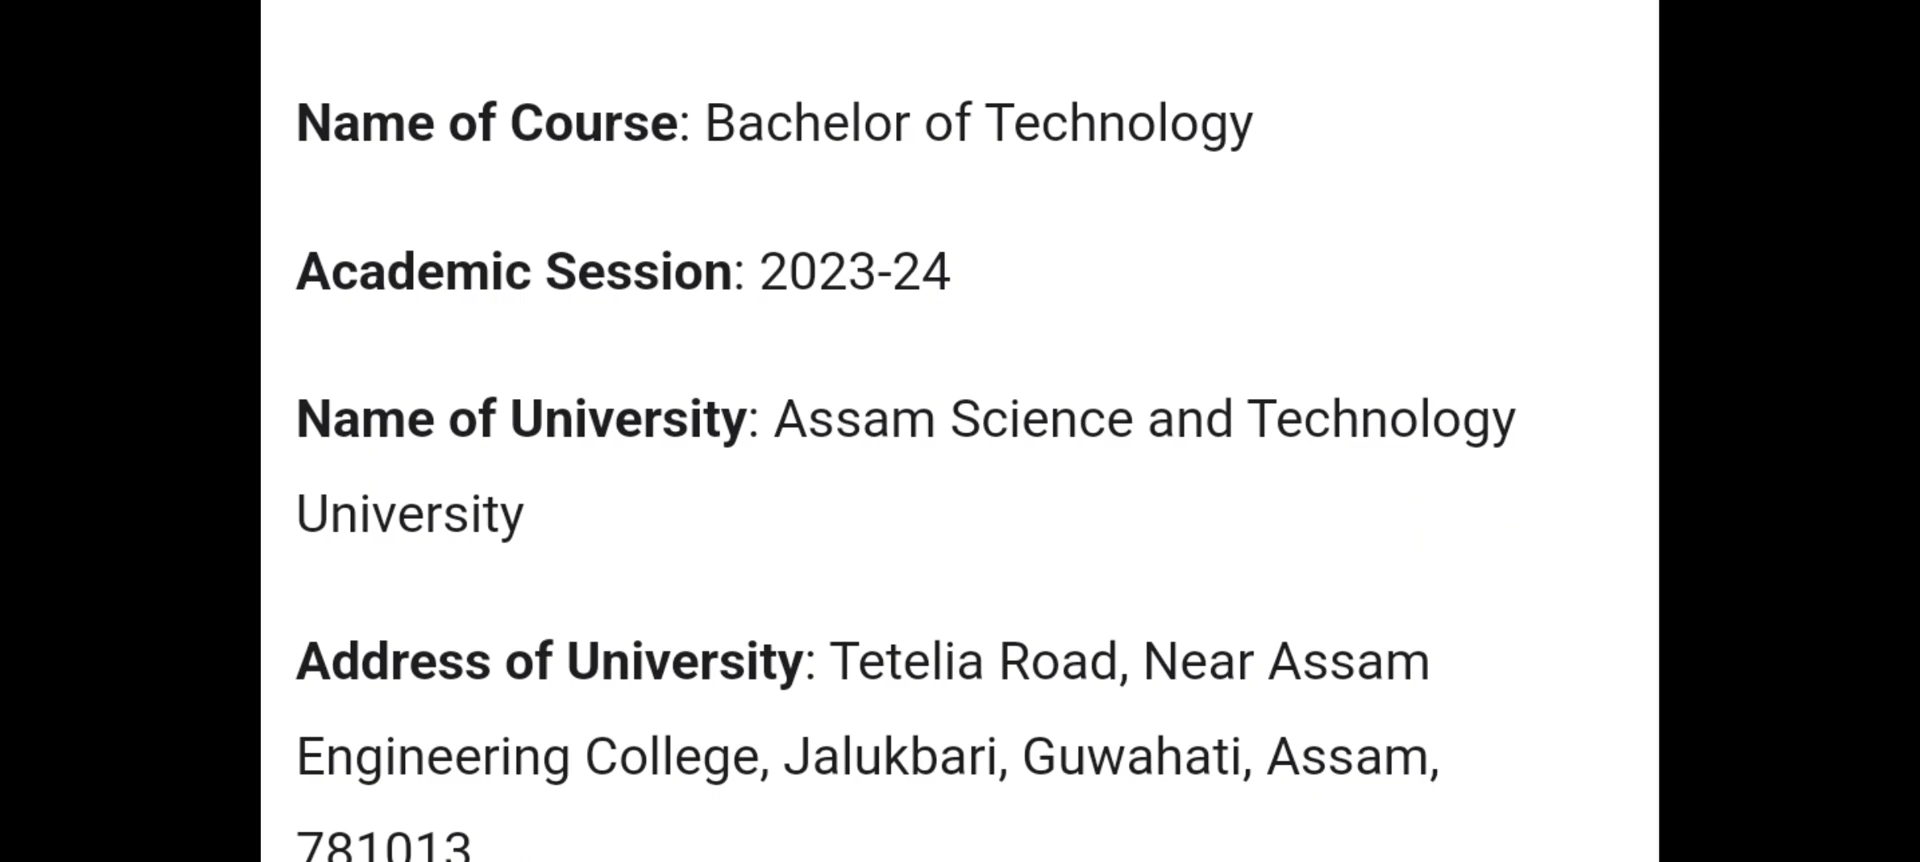 Name of Course: Bachelor of Technology
Academic Session: 2023-24
Name of University: Assam Science and Technology
University
Address of University: Tetelia Road, Near Assam
Engineering College, Jalukbari, Guwahati, Assam,
781013